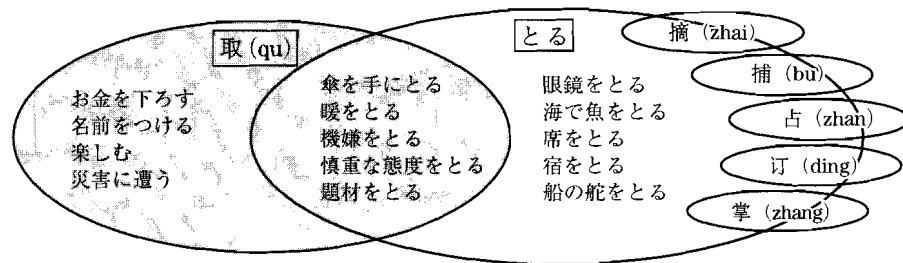 取(qu)
お金を下ろす
名前をつける
楽しむ
災害に遭う
傘を手にとる
暖をとる
機嫌をとる
慎重な態度をとる
題材をとる
とる
眼鏡をとる
海で魚をとる
席をとる
宿をとる
船の舵をとる
摘(zhai)
捕(bu)
占(zhan)
订(ding)
掌(zhang)